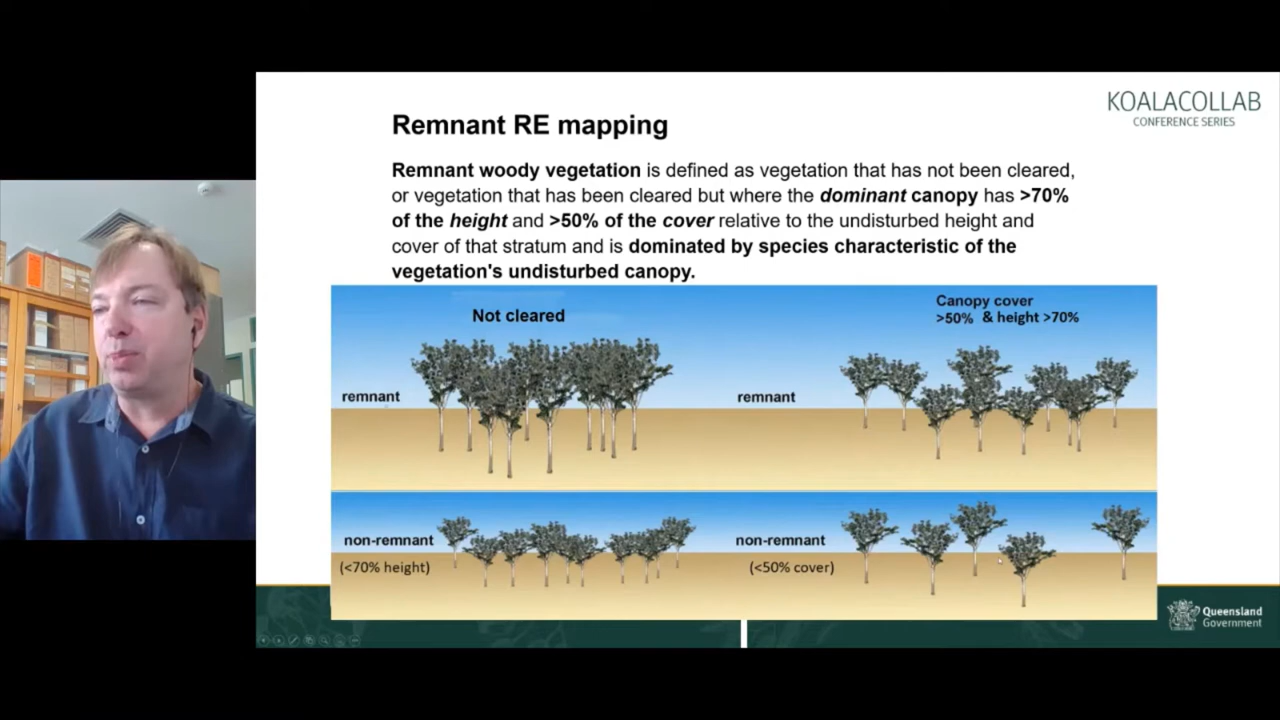 KOALACOLLAB
CONFERENCE SERIES
Remnant RE mapping
Remnant woody vegetation is defined as vegetation that has not been cleared,
or vegetation that has been cleared but where the dominant canopy has >70%
of the height and >50% of the cover relative to the undisturbed height and
cover of that stratum and is dominated by species characteristic of the
vegetation's undisturbed canopy.
Not cleared
Canopy cover
>50% & height >70%
remnant
remnant
non-remnant
(<70% height)
non-remnant
(<50% cover)
Queensland
Government